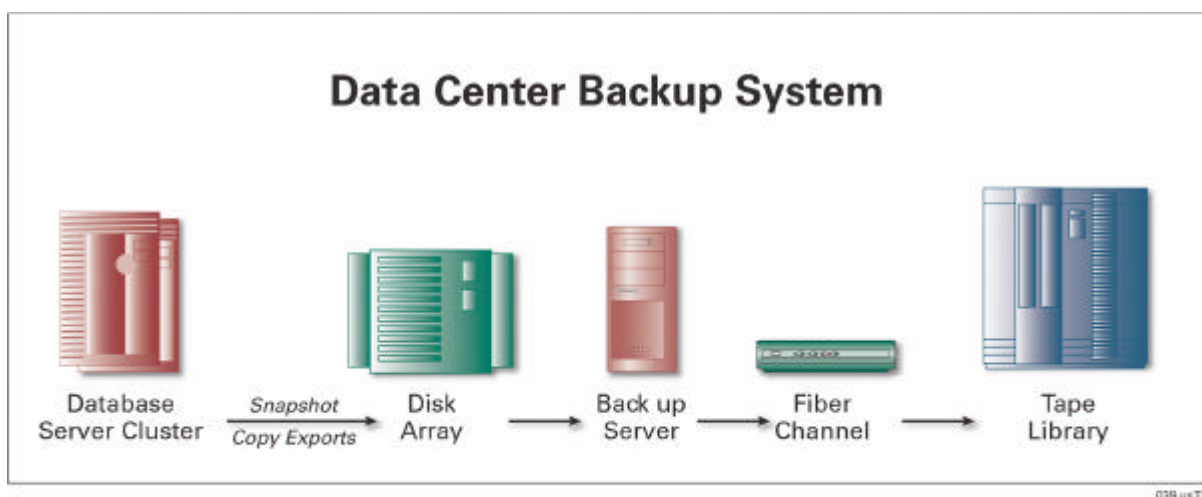 Data Center Backup System
Database
Server Cluster
Snapshot
Copy Exports
Disk
Array
Back up
Server
Fiber
Channel
Tape
Library